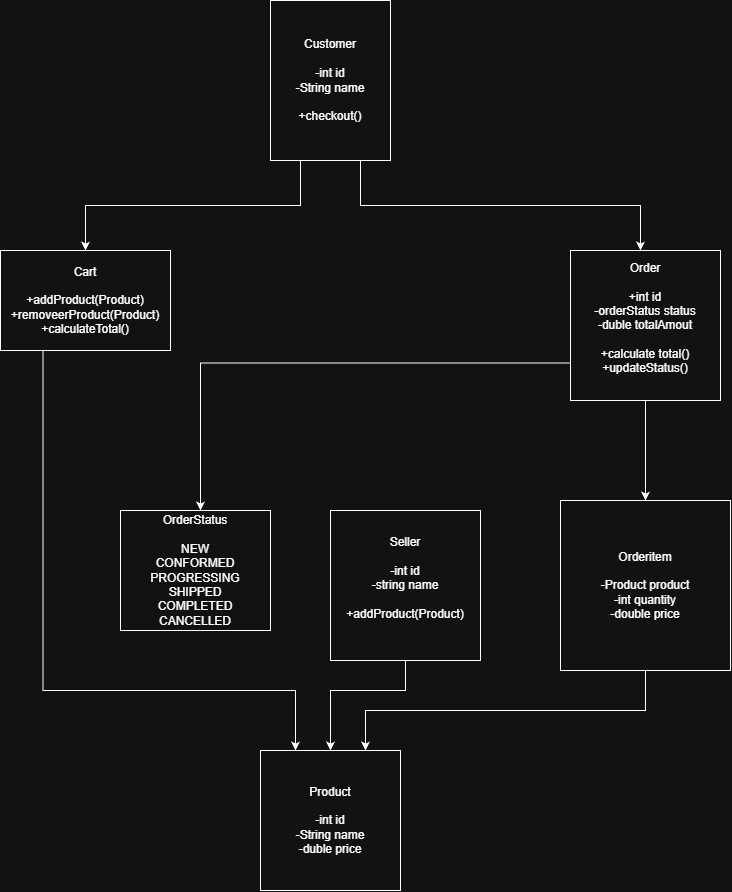 Customer
-int id
-String name
+checkout()
Cart
+addProduct(Product)
+removeerProduct(Product)
+calculateTotal()
Order
+int id
-orderStatus status
-duble totalAmout
+calculate total()
+updateStatus()
OrderStatus
NEW
CONFORMED
PROGRESSING
SHIPPED
COMPLETED
CANCELLED
Seller
-int id
-string name
+addProduct(Product)
Orderitem
-Product product
-int quantity
-double price
Product
-int id
-String name
-duble price